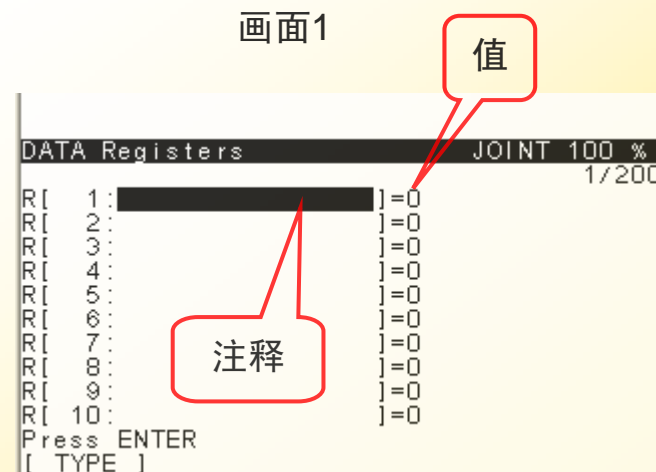 画面1
值
DATA Registers JOINT 100 %
1/200
R[ 1: ]=0
R[ 2: ]=0
R[ 3: ]=0
R[ 4: ]=0
R[ 5: ]=0
R[ 6: ]=0
R[ 7: ]=0
R[ 8: ]=0
R[ 9: ]=0
R[ 10: ]=0
注释
Press ENTER
[ TYPE ]